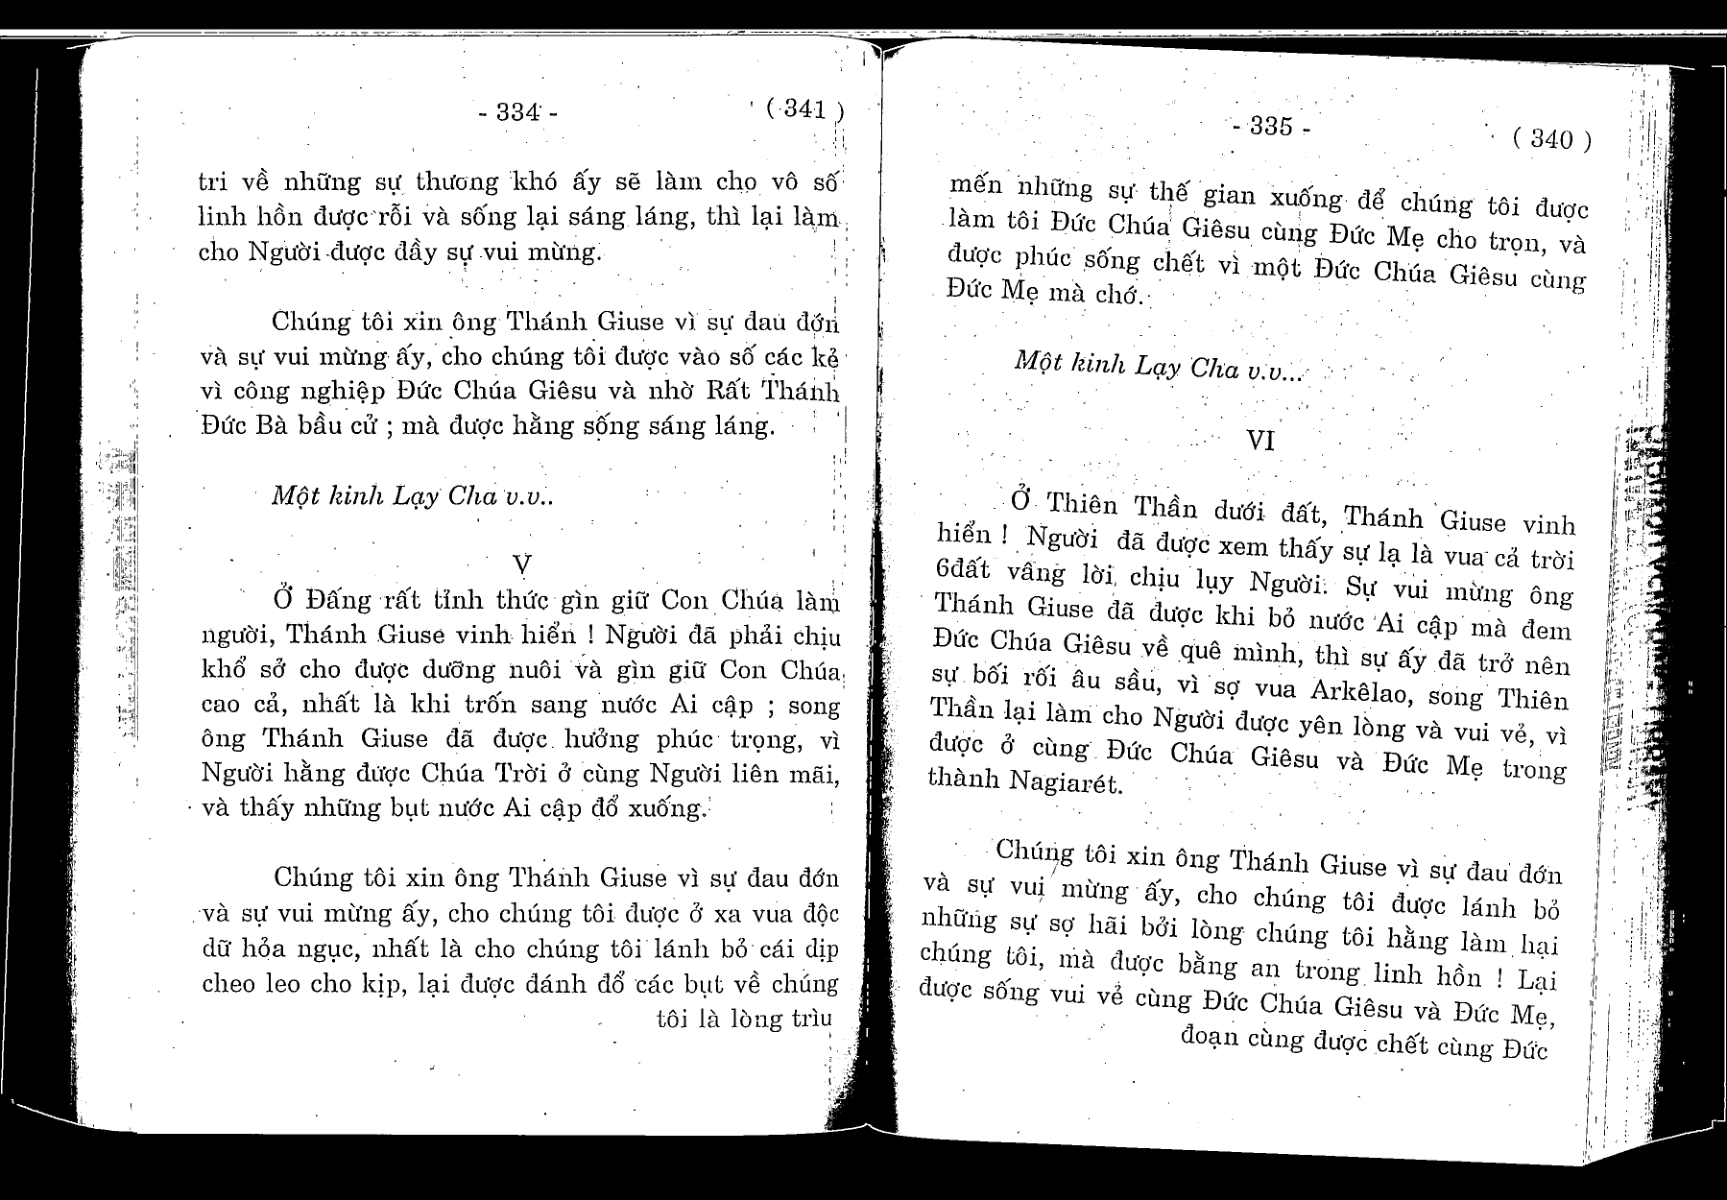 - 334 - ( 341 )
tri về những sự thương khó ấy sẽ làm cho vô số
linh hồn được rỗi và sống lại sáng láng, thì lại làm
cho Người được đầy sự vui mừng.
Chúng tôi xin ông Thánh Giuse vì sự đau đớn
và sự vui mừng ấy, cho chúng tôi được vào số các kẻ
vì công nghiệp Đức Chúa Giêsu và nhờ Rất Thánh
Đức Bà bầu cử ; mà được hằng sống sáng láng.
Một kinh Lạy Cha v.v..
V
Ở Đấng rất tỉnh thức gìn giữ Con Chúa làm
người, Thánh Giuse vinh hiển ! Người đã phải chịu
khổ sở cho được dưỡng nuôi và gìn giữ Con Chúa
cao cả, nhất là khi trốn sang nước Ai cập ; song
ông Thánh Giuse đã được hưởng phúc trọng, vì
Người hằng được Chúa Trời ở cùng Người liên mãi,
và thấy những bụt nước Ai cập đổ xuống.
Chúng tôi xin ông Thánh Giuse vì sự đau đớn
và sự vui mừng ấy, cho chúng tôi được ở xa vua độc
dữ hỏa ngục, nhất là cho chúng tôi lánh bỏ cái dịp
cheo leo cho kịp, lại được đánh đổ các bụt về chúng
tôi là lòng trìu
- 335 - ( 340 )
mến những sự thế gian xuống để chúng tôi được
làm tôi Đức Chúa Giêsu cùng Đức Mẹ cho trọn, và
được phúc sống chết vì một Đức Chúa Giêsu cùng
Đức Mẹ mà chớ.
Một kinh Lạy Cha v.v...
VI
Ở Thiên Thần dưới đất, Thánh Giuse vinh
hiển ! Người đã được xem thấy sự lạ là vua cả trời
6đất vâng lời chịu lụy Người. Sự vui mừng ông
Thánh Giuse đã được khi bỏ nước Ai cập mà đem
Đức Chúa Giêsu về quê mình, thì sự ấy đã trở nên
sự bối rối âu sầu, vì sợ vua Arkêlao, song Thiên
Thần lại làm cho Người được yên lòng và vui vẻ, vì
được ở cùng Đức Chúa Giêsu và Đức Mẹ trong
thành Nagiarét.
Chúng tôi xin ông Thánh Giuse vì sự đau đớn
và sự vui mừng ấy, cho chúng tôi được lánh bỏ
những sự sợ hãi bởi lòng chúng tôi hằng làm hại
chúng tôi, mà được bằng an trong linh hồn ! Lại
được sống vui vẻ cùng Đức Chúa Giêsu và Đức Mẹ,
đoạn cùng được chết cùng Đức